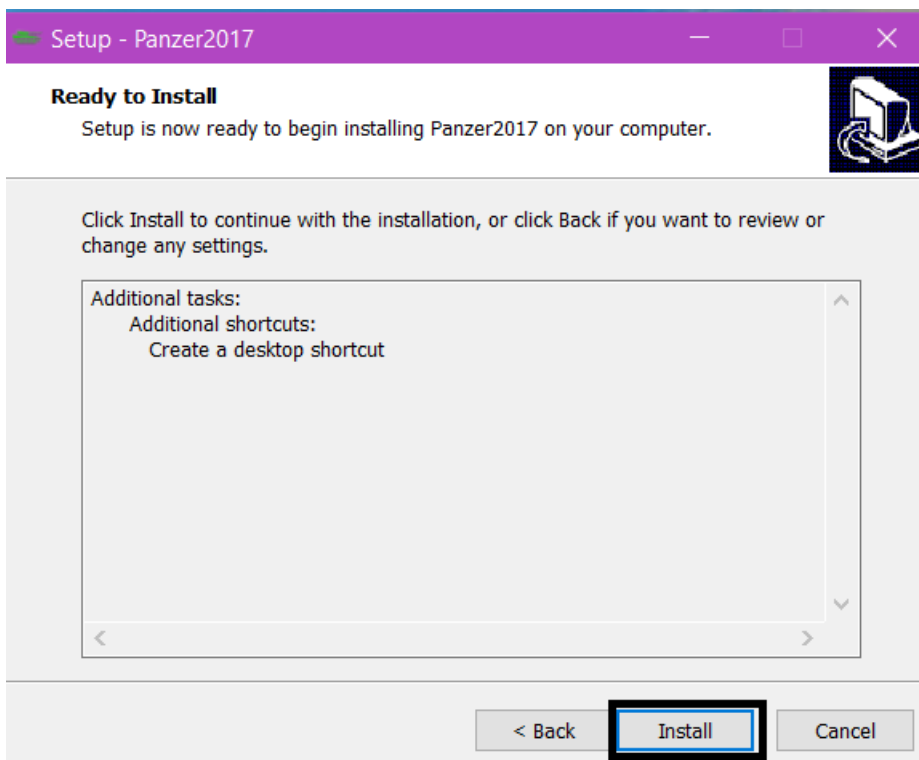 Setup - Panzer2017
Ready to Install
Setup is now ready to begin installing Panzer2017 on your computer.
Click Install to continue with the installation, or click Back if you want to review or
change any settings.
Additional tasks:
Additional shortcuts:
Create a desktop shortcut
< Back
Install
Cancel